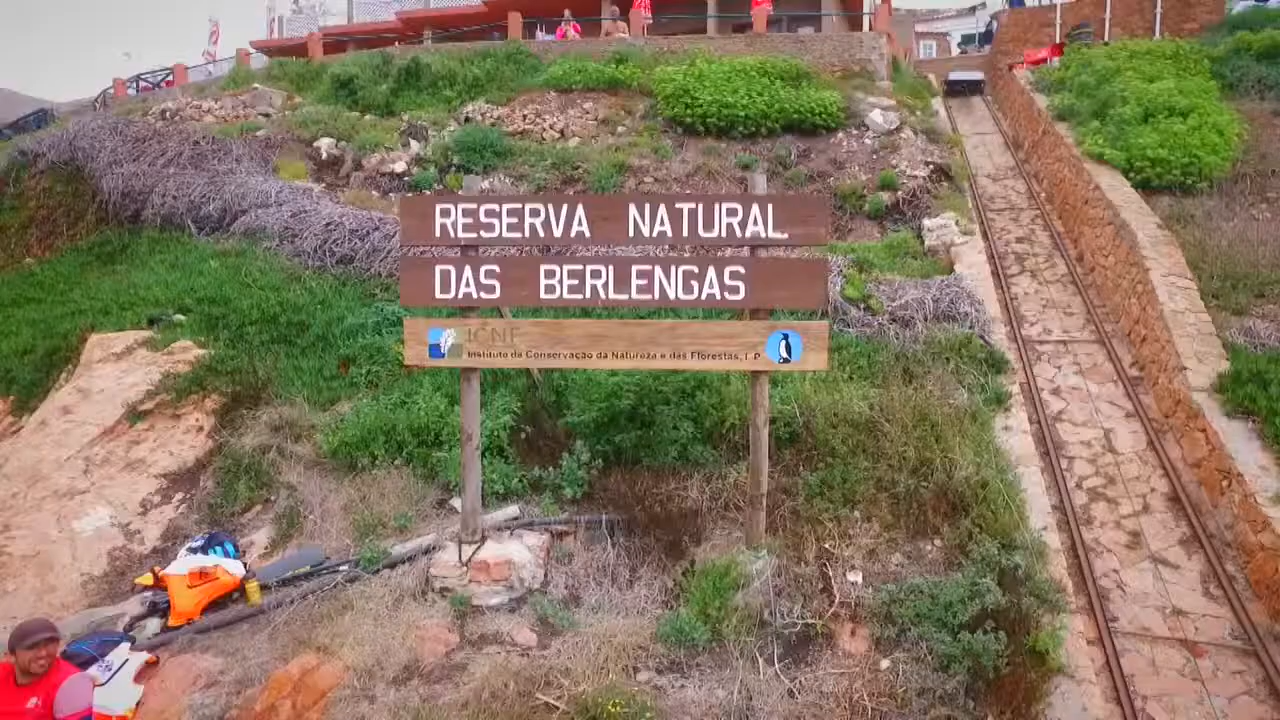 RESERVA NATURAL
DAS BERLENGAS
ICNF
Instituto da Conservação da Natureza e das Florestas, I.P